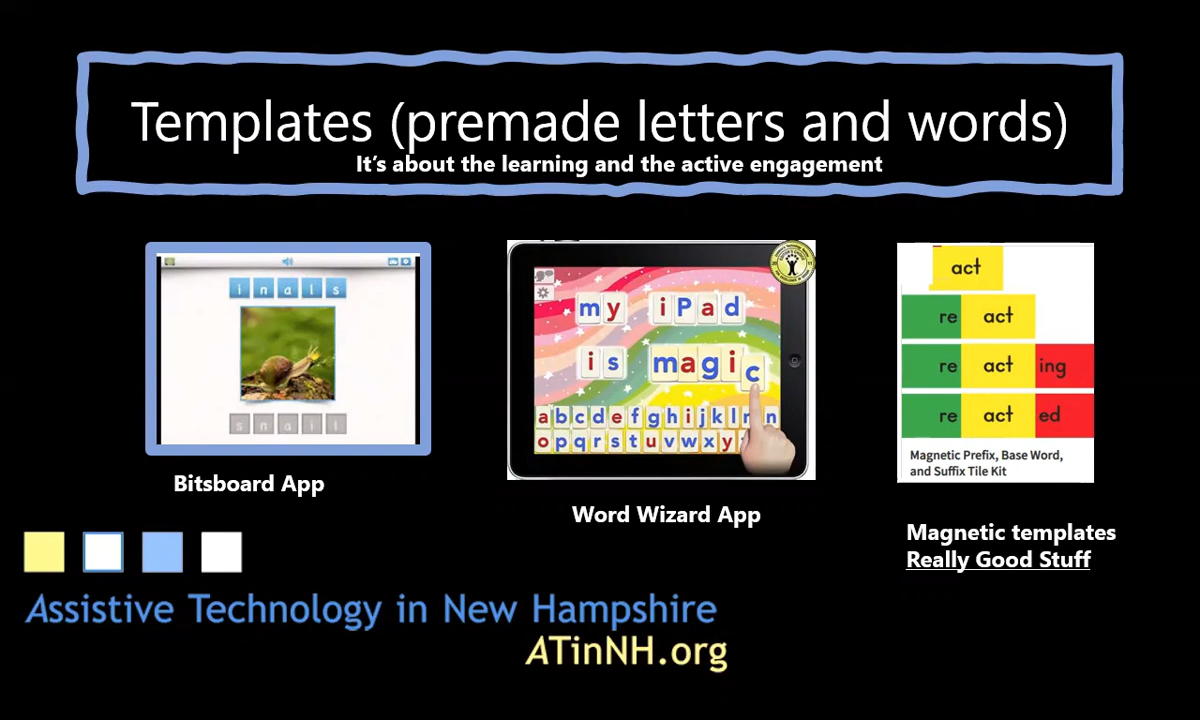 Templates (premade letters and words)
It's about the learning and the active engagement
i n a l s
s n a i l
Bitsboard App
my iPad
is magic
a b c d e f g h i j k l m n
o p q r s t u v w x y
Word Wizard App
act
re act
re act ing
re act ed
Magnetic Prefix, Base Word,
and Suffix Tile Kit
Magnetic templates
Really Good Stuff
Assistive Technology in New Hampshire
ATinNH.org